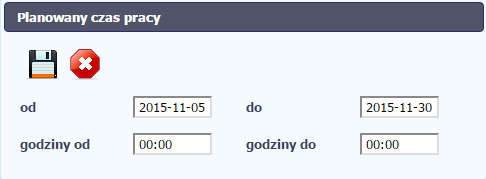 Planowany czas pracy
od 2015-11-05 do 2015-11-30
godziny od 00:00 godziny do 00:00